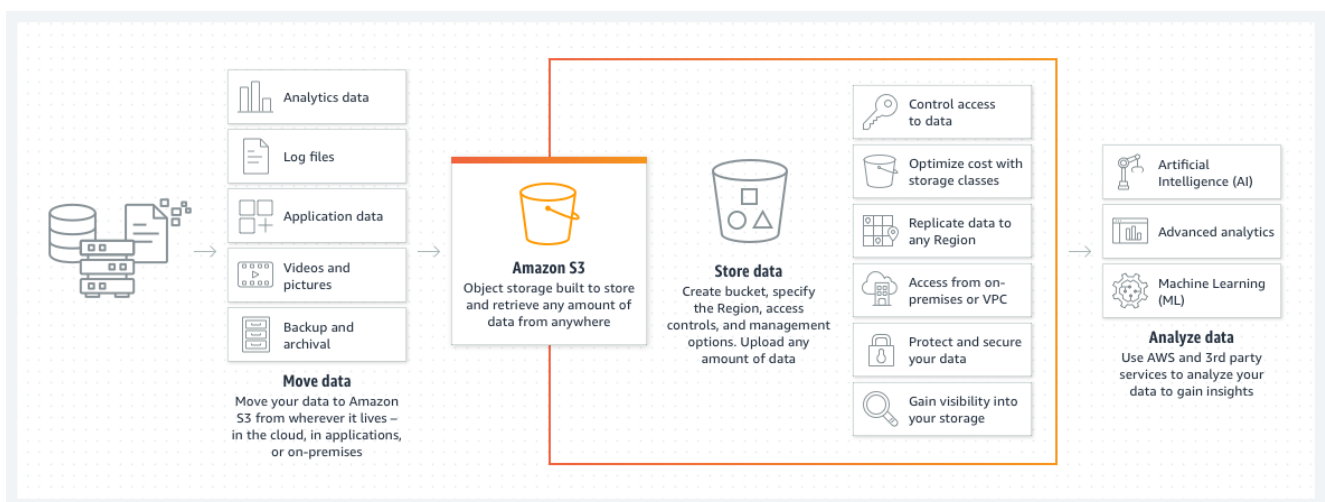 Analytics data
Log files
Application data
Videos and
pictures
Backup and
archival
Move data
Move your data to Amazon
S3 from wherever it lives –
in the cloud, in applications,
or on-premises
Amazon S3
Object storage built to store
and retrieve any amount of
data from anywhere
Store data
Create bucket, specify
the Region, access
controls, and management
options. Upload any
amount of data
Control access
to data
Optimize cost with
storage classes
Replicate data to
any Region
Access from on-
premises or VPC
Protect and secure
your data
Gain visibility into
your storage
Artificial
Intelligence (AI)
Advanced analytics
Machine Learning
(ML)
Analyze data
Use AWS and 3rd party
services to analyze your
data to gain insights